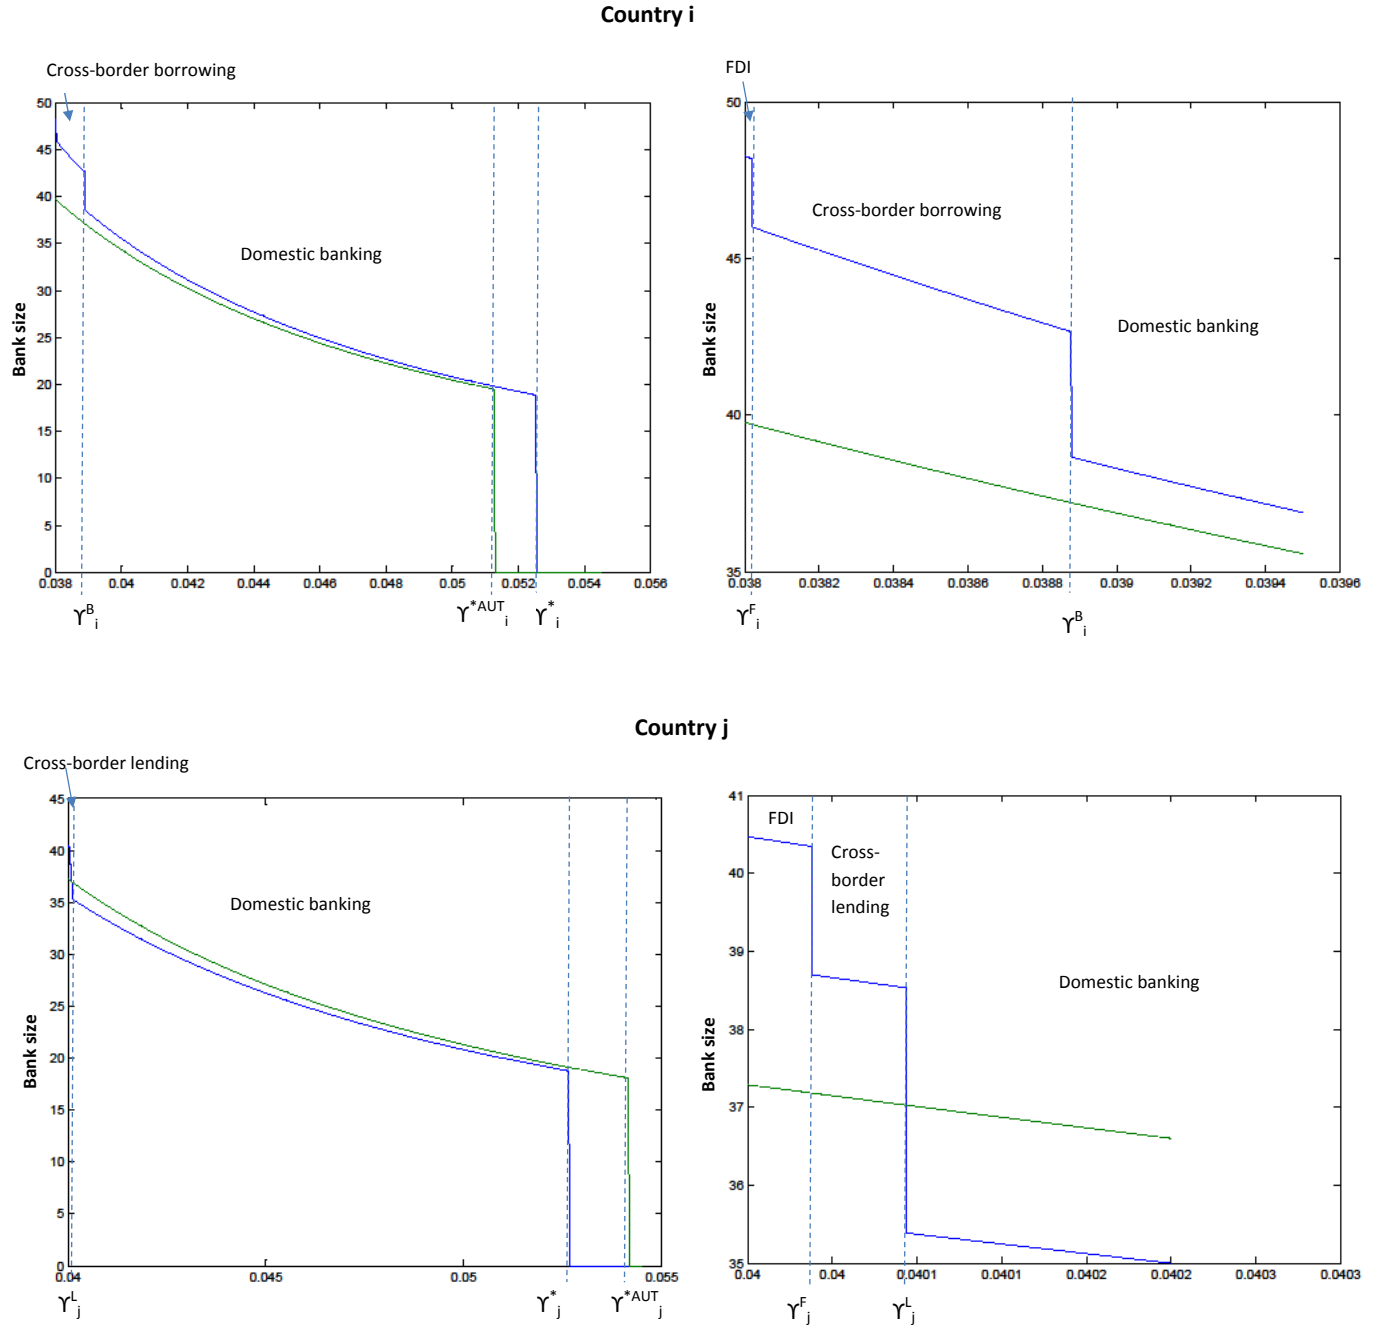 Country i
Cross-border borrowing
Domestic banking
Bank size
50
45
40
35
30
25
20
15
10
5
0
0.038
0.04
0.042
0.044
0.046
0.048
0.05
0.052
0.054
0.056
ϒ^B_i
ϒ^*AUT_i
ϒ^*_i
FDI
Cross-border borrowing
Domestic banking
Bank size
50
45
40
35
0.038
0.0382
0.0384
0.0386
0.0388
0.039
0.0392
0.0394
0.0396
ϒ^F_i
ϒ^B_i
Country j
Cross-border lending
Domestic banking
Bank size
45
40
35
30
25
20
15
10
5
0
0.04
0.045
0.05
0.055
ϒ^L_j
ϒ^*_j
ϒ^*AUT_j
FDI
Cross-
border
lending
Domestic banking
Bank size
41
40
39
38
37
36
35
0.04
0.04
0.0401
0.0401
0.0402
0.0402
0.0403
0.0403
ϒ^F_j
ϒ^L_j